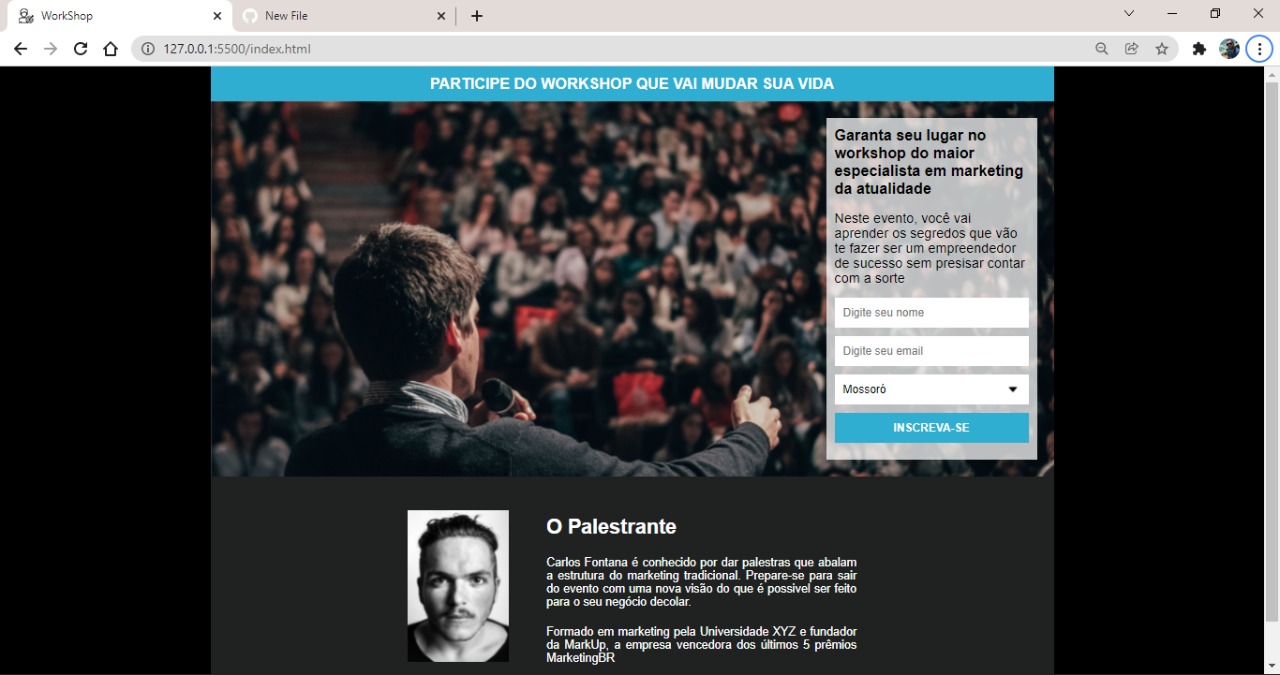 WorkShop
New File
127.0.0.1:5500/index.html
PARTICIPE DO WORKSHOP QUE VAI MUDAR SUA VIDA
Garanta seu lugar no
workshop do maior
especialista em marketing
da atualidade
Neste evento, você vai
aprender os segredos que vão
te fazer ser um empreendedor
de sucesso sem presisar contar
com a sorte
Digite seu nome
Digite seu email
Mossoró
INSCREVA-SE
O Palestrante
Carlos Fontana é conhecido por dar palestras que abalam
a estrutura do marketing tradicional. Prepare-se para sair
do evento com uma nova visão do que é possivel ser feito
para o seu negócio decolar.
Formado em marketing pela Universidade XYZ e fundador
da MarkUp, a empresa vencedora dos últimos 5 prêmios
MarketingBR